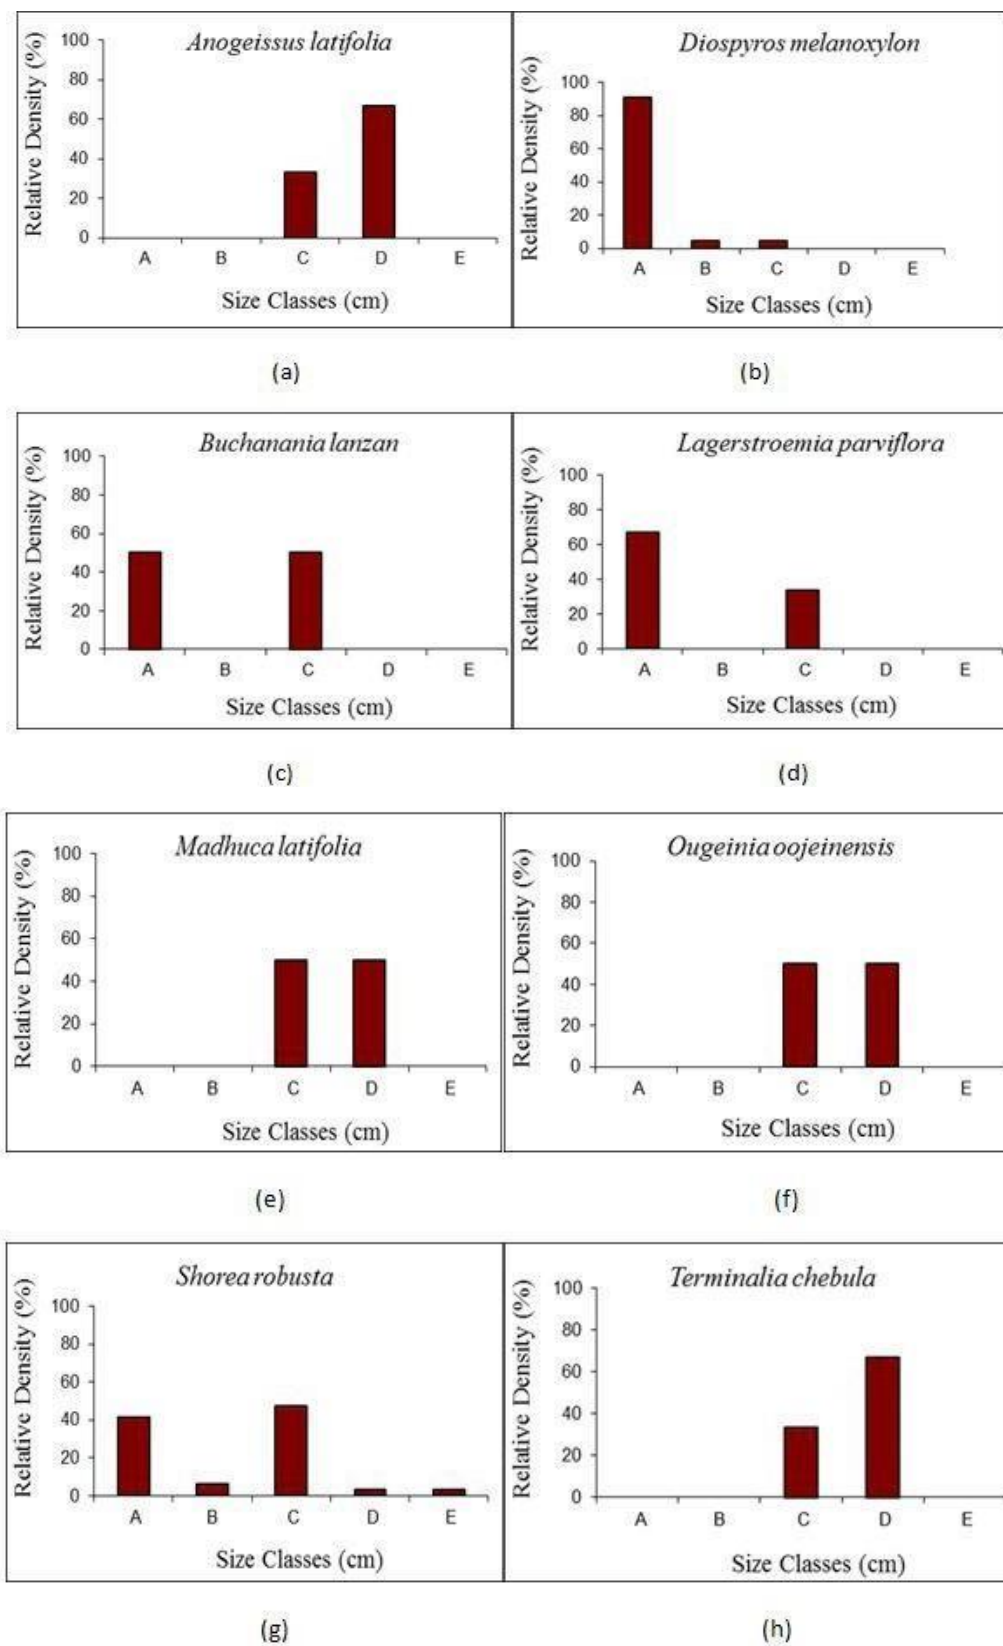 Anogeissus latifolia
Relative Density (%)
100
80
60
40
20
0
A B C D E
Size Classes (cm)
(a)
Diospyros melanoxylon
Relative Density (%)
100
80
60
40
20
0
A B C D E
Size Classes (cm)
(b)
Buchanania lanzan
Relative Density (%)
100
80
60
40
20
0
A B C D E
Size Classes (cm)
(c)
Lagerstroemia parviflora
Relative Density (%)
100
80
60
40
20
0
A B C D E
Size Classes (cm)
(d)
Madhuca latifolia
Relative Density (%)
100
80
60
40
20
0
A B C D E
Size Classes (cm)
(e)
Ougeinia oojeinensis
Relative Density (%)
100
80
60
40
20
0
A B C D E
Size Classes (cm)
(f)
Shorea robusta
Relative Density (%)
100
80
60
40
20
0
A B C D E
Size Classes (cm)
(g)
Terminalia chebula
Relative Density (%)
100
80
60
40
20
0
A B C D E
Size Classes (cm)
(h)